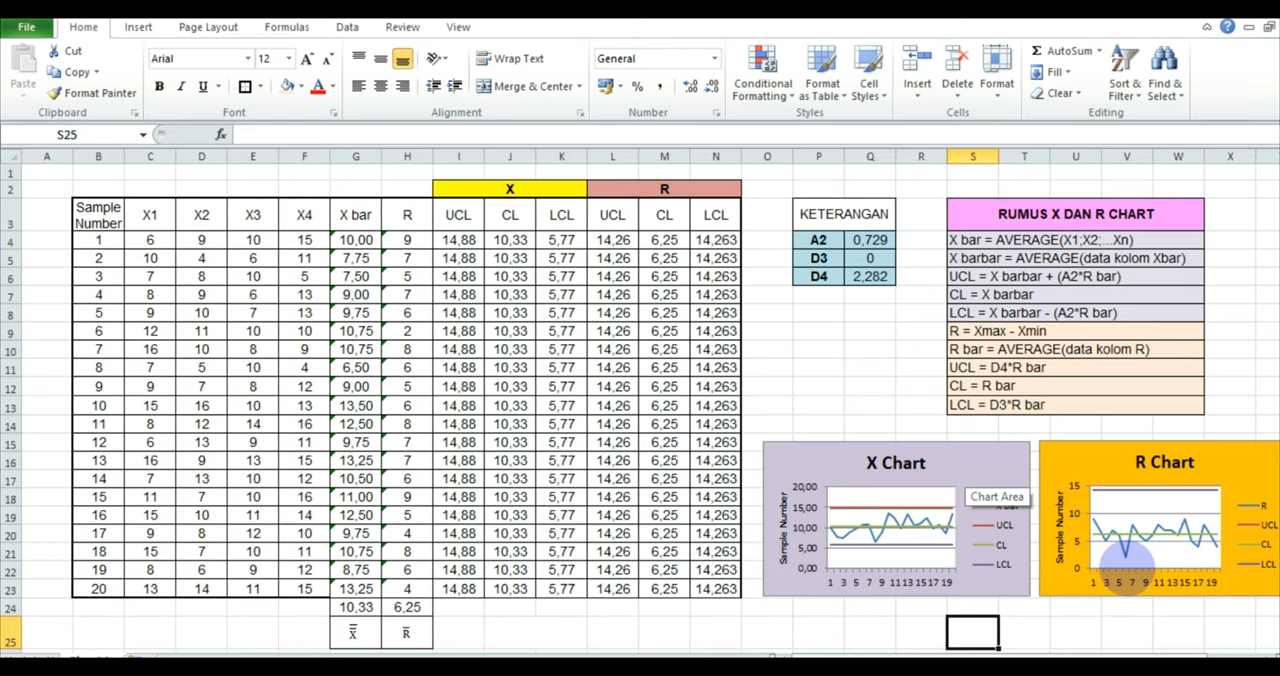 File Home Insert Page Layout Formulas Data Review View
Cut
Copy
Format Painter
Paste
Clipboard
Arial 12
B I U
Font
Wrap Text
Merge & Center
Alignment
General
%
Number
Conditional Formatting
Format as Table
Cell Styles
Styles
Insert Delete Format
Cells
AutoSum
Fill
Clear
Sort & Filter
Find & Select
Editing
S25 fx
A B C D E F G H I J K L M N O P Q R S T U V W X
1
2 X R
3 Sample Number X1 X2 X3 X4 X bar R UCL CL LCL UCL CL LCL
4 1 6 9 10 15 10,00 9 14,88 10,33 5,77 14,26 6,25 14,263
5 2 10 4 6 11 7,75 7 14,88 10,33 5,77 14,26 6,25 14,263
6 3 7 8 10 5 7,50 5 14,88 10,33 5,77 14,26 6,25 14,263
7 4 8 9 6 13 9,00 7 14,88 10,33 5,77 14,26 6,25 14,263
8 5 9 10 7 13 9,75 6 14,88 10,33 5,77 14,26 6,25 14,263
9 6 12 11 10 10 10,75 2 14,88 10,33 5,77 14,26 6,25 14,263
10 7 16 10 8 9 10,75 8 14,88 10,33 5,77 14,26 6,25 14,263
11 8 7 5 10 4 6,50 6 14,88 10,33 5,77 14,26 6,25 14,263
12 9 9 7 8 12 9,00 5 14,88 10,33 5,77 14,26 6,25 14,263
13 10 15 16 10 13 13,50 6 14,88 10,33 5,77 14,26 6,25 14,263
14 11 8 12 14 16 12,50 8 14,88 10,33 5,77 14,26 6,25 14,263
15 12 6 13 9 11 9,75 7 14,88 10,33 5,77 14,26 6,25 14,263
16 13 16 9 13 15 13,25 7 14,88 10,33 5,77 14,26 6,25 14,263
17 14 7 13 10 12 10,50 6 14,88 10,33 5,77 14,26 6,25 14,263
18 15 11 7 10 16 11,00 9 14,88 10,33 5,77 14,26 6,25 14,263
19 16 15 10 11 14 12,50 5 14,88 10,33 5,77 14,26 6,25 14,263
20 17 9 8 12 10 9,75 4 14,88 10,33 5,77 14,26 6,25 14,263
21 18 15 7 10 11 10,75 8 14,88 10,33 5,77 14,26 6,25 14,263
22 19 8 6 9 12 8,75 6 14,88 10,33 5,77 14,26 6,25 14,263
23 20 13 14 11 15 13,25 4 14,88 10,33 5,77 14,26 6,25 14,263
24 10,33 6,25
25 X̿ R̅
KETERANGAN
A2 0,729
D3 0
D4 2,282
RUMUS X DAN R CHART
X bar = AVERAGE(X1;X2;...Xn)
X barbar = AVERAGE(data kolom Xbar)
UCL = X barbar + (A2*R bar)
CL = X barbar
LCL = X barbar - (A2*R bar)
R = Xmax - Xmin
R bar = AVERAGE(data kolom R)
UCL = D4*R bar
CL = R bar
LCL = D3*R bar
X Chart
Sample Number
20,00
15,00
10,00
5,00
0,00
1 3 5 7 9 11 13 15 17 19
Chart Area
X bar
UCL
CL
LCL
R Chart
Sample Number
15
10
5
0
1 3 5 7 9 11 13 15 17 19
R
UCL
CL
LCL